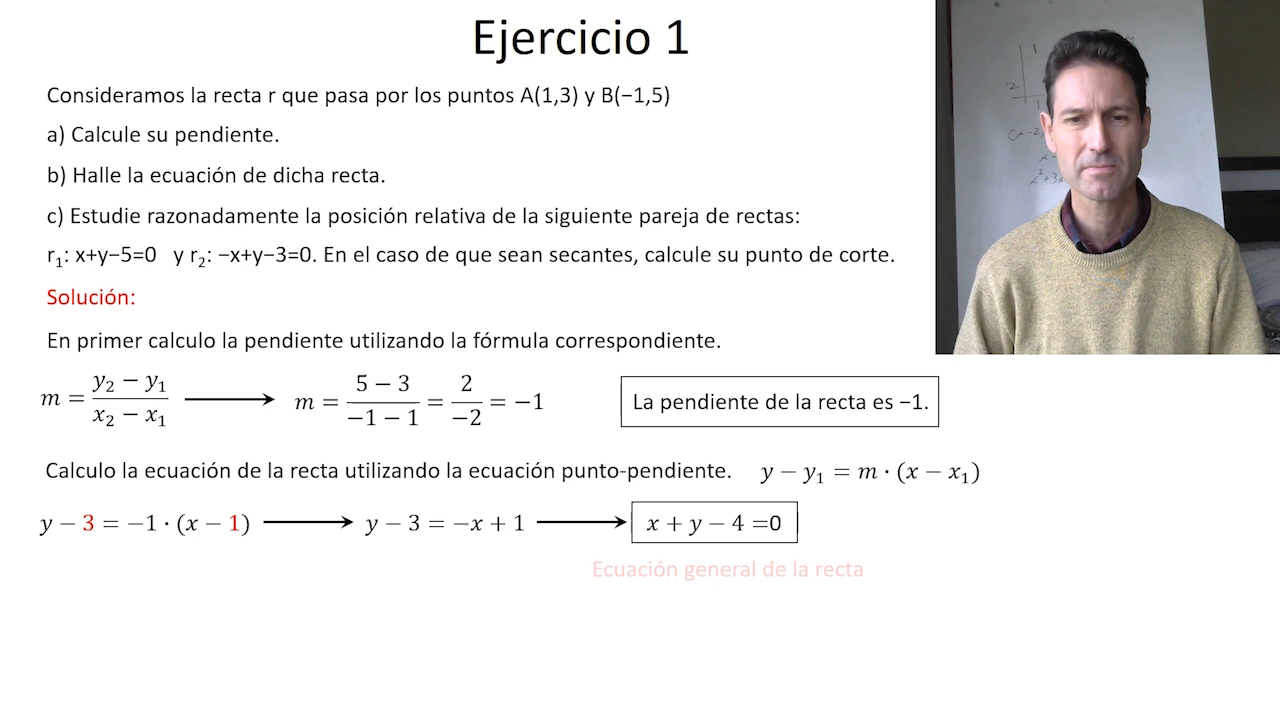 Ejercicio 1
Consideramos la recta r que pasa por los puntos A(1,3) y B(−1,5)
a) Calcule su pendiente.
b) Halle la ecuación de dicha recta.
c) Estudie razonadamente la posición relativa de la siguiente pareja de rectas:
r₁: x+y−5=0 y r₂: −x+y−3=0. En el caso de que sean secantes, calcule su punto de corte.
Solución:
En primer calculo la pendiente utilizando la fórmula correspondiente.
m = (y₂ − y₁)/(x₂ − x₁) ⟶ m = (5 − 3)/(−1 − 1) = 2/(−2) = −1 La pendiente de la recta es −1.
Calculo la ecuación de la recta utilizando la ecuación punto-pendiente. y − y₁ = m · (x − x₁)
y − 3 = −1 · (x − 1) ⟶ y − 3 = −x + 1 ⟶ x + y − 4 =0
Ecuación general de la recta